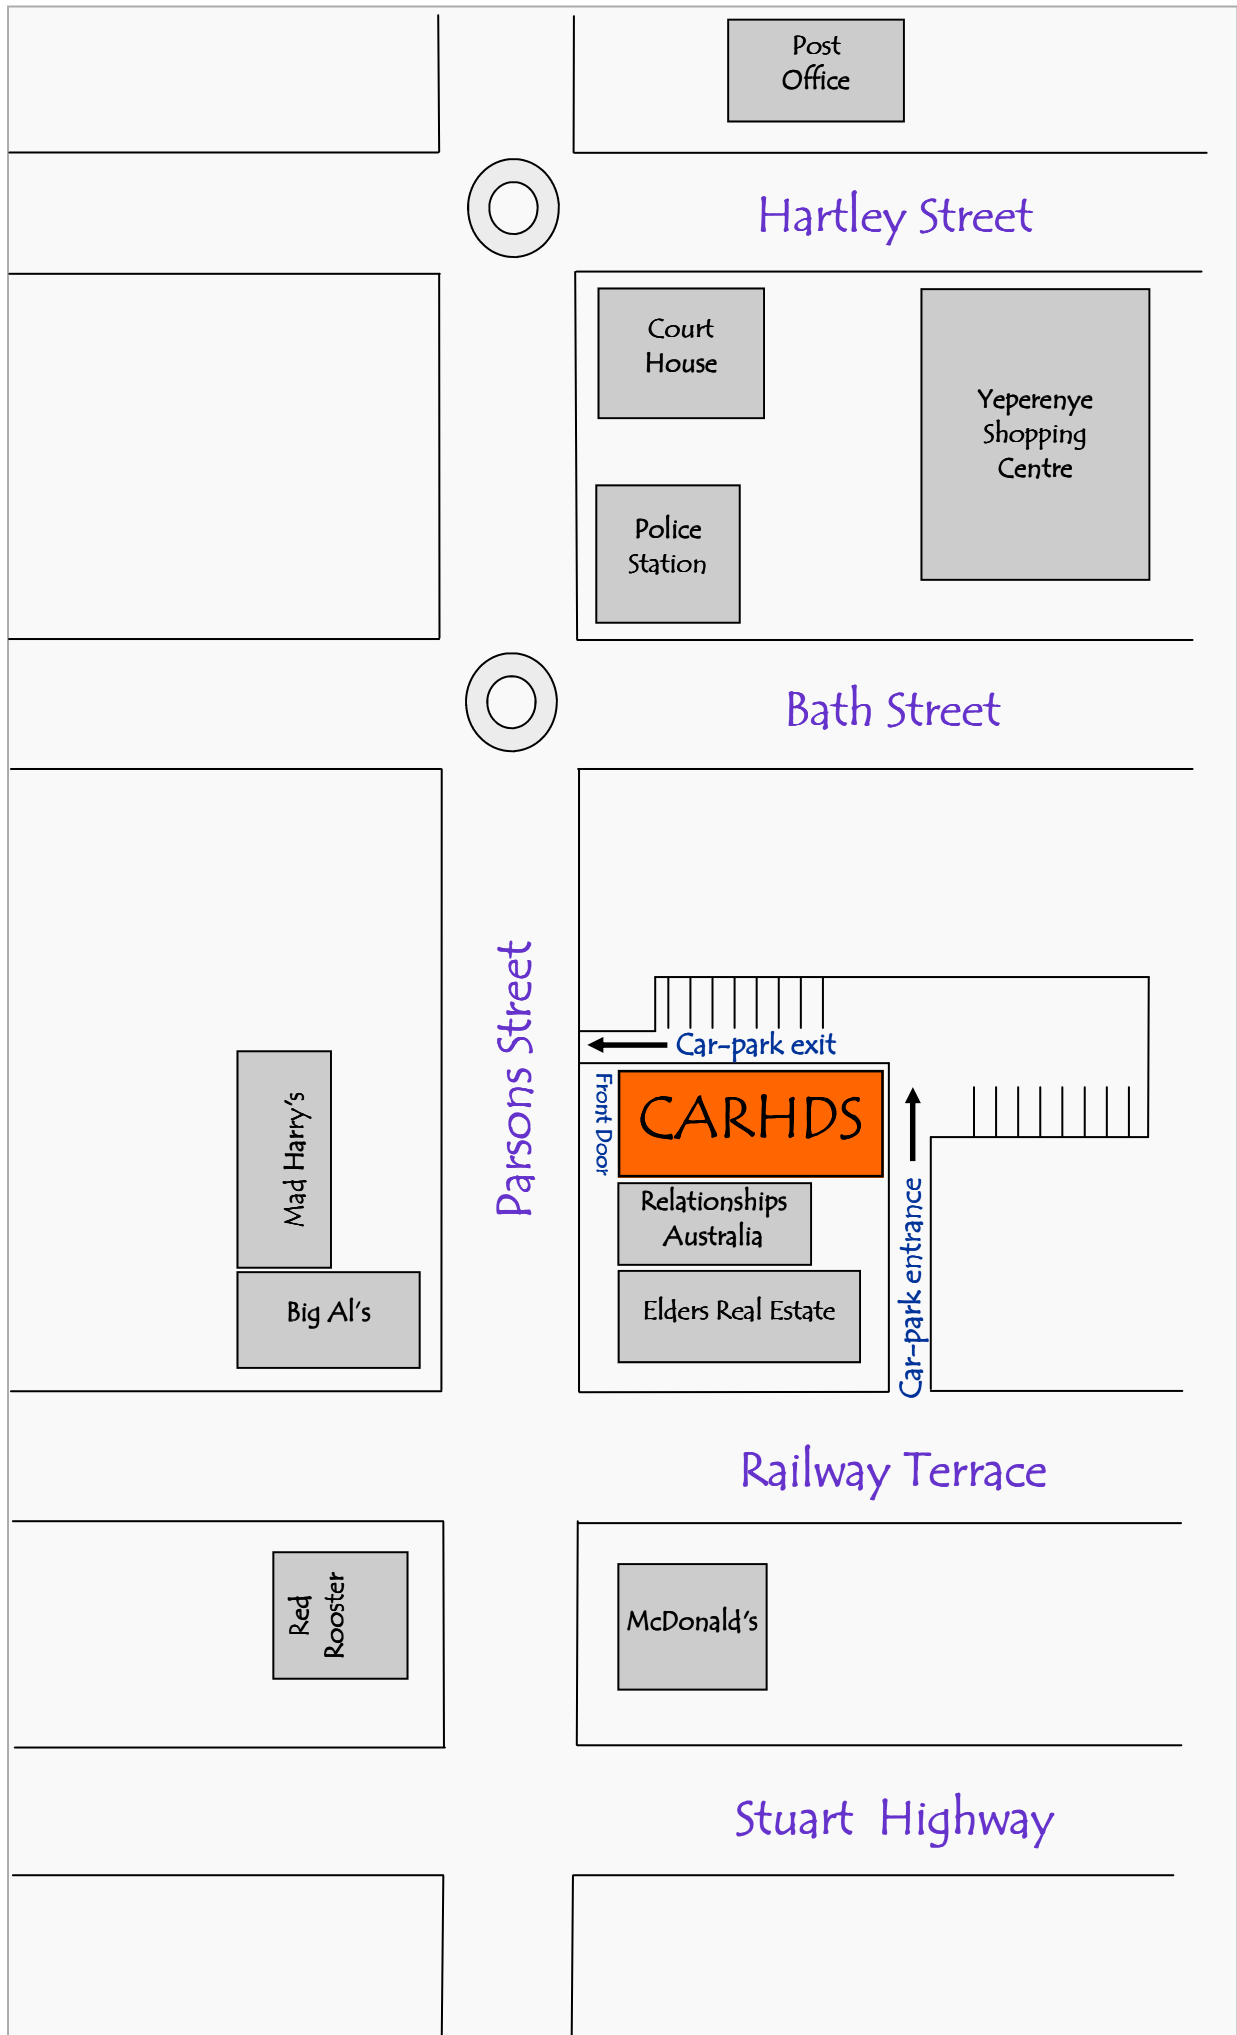 Post
Office
Hartley Street
Court
House
Yeperenye
Shopping
Centre
Police
Station
Bath Street
Parsons Street
Car-park exit
Front Door
CARHDS
Mad Harry's
Relationships
Australia
Car-park entrance
Big Al's
Elders Real Estate
Railway Terrace
Red
Rooster
McDonald's
Stuart Highway